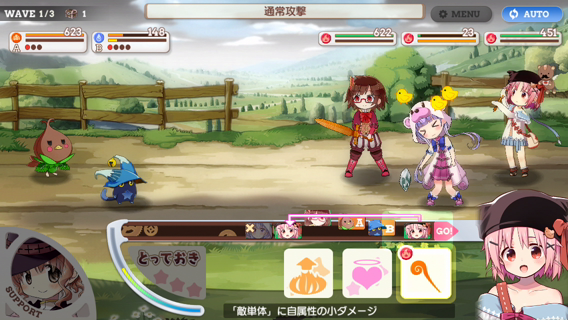 WAVE 1/3 1
通常攻撃
MENU
AUTO
623
148
622
23
451
A
B
A
B
GO!
とっておき
SUPPORT
「敵単体」に自属性の小ダメージ